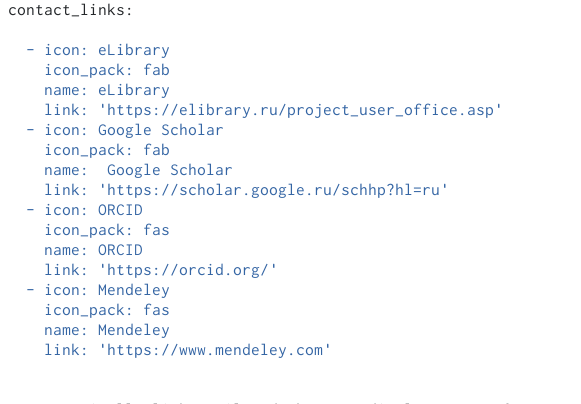 contact_links:
- icon: eLibrary
icon_pack: fab
name: eLibrary
link: 'https://elibrary.ru/project_user_office.asp'
- icon: Google Scholar
icon_pack: fab
name:  Google Scholar
link: 'https://scholar.google.ru/schhp?hl=ru'
- icon: ORCID
icon_pack: fas
name: ORCID
link: 'https://orcid.org/'
- icon: Mendeley
icon_pack: fas
name: Mendeley
link: 'https://www.mendeley.com'